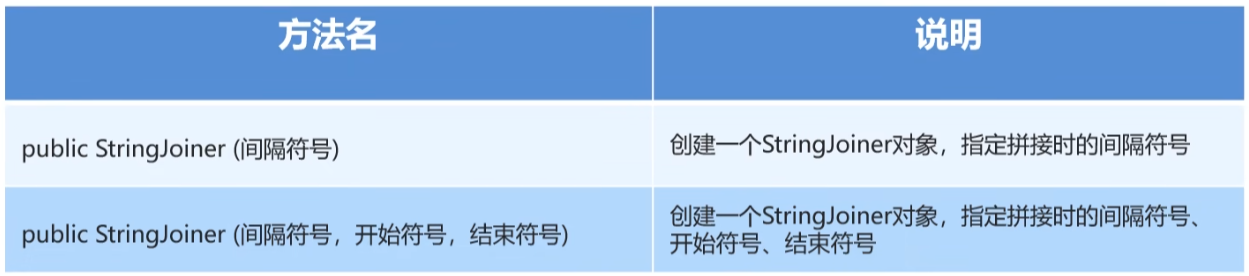 方法名
说明
public StringJoiner (间隔符号)
创建一个StringJoiner对象，指定拼接时的间隔符号
public StringJoiner (间隔符号，开始符号，结束符号)
创建一个StringJoiner对象，指定拼接时的间隔符号、
开始符号、结束符号